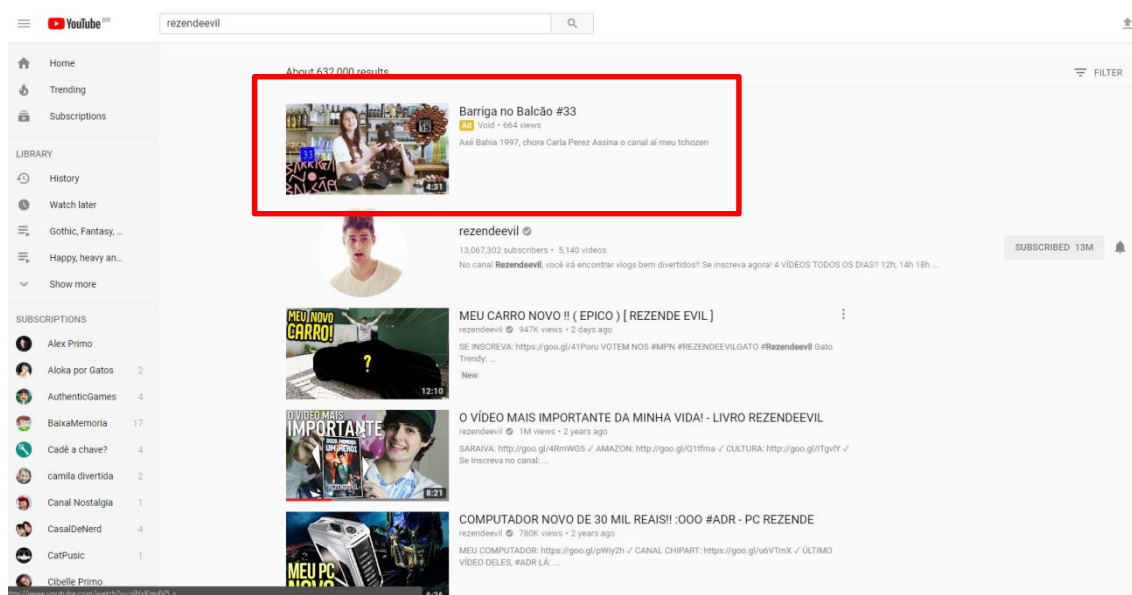 YouTube BR
rezendeevil
Home
Trending
Subscriptions
LIBRARY
History
Watch later
Gothic, Fantasy, ...
Happy, heavy an...
Show more
SUBSCRIPTIONS
Alex Primo
Aloka por Gatos 2
AuthenticGames 4
BaixaMemoria 17
Cadê a chave? 4
camila divertida 2
Canal Nostalgia 1
CasalDeNerd 4
CatPusic 1
Cibelle Primo
About 632,000 results
FILTER
33
BARRIGA
NO
BALCÃO
4:31
Barriga no Balcão #33
Ad Void • 664 views
Axé Bahia 1997, chora Carla Perez Assina o canal aí meu tchozen
rezendeevil
13,067,302 subscribers • 5,140 videos
No canal Rezendeevil, você irá encontrar vlogs bem divertidos!! Se inscreva agora! 4 VÍDEOS TODOS OS DIAS!! 12h, 14h 18h ...
SUBSCRIBED 13M
MEU NOVO
CARRO!
?
12:10
MEU CARRO NOVO !! ( EPICO ) [ REZENDE EVIL ]
rezendeevil 947K views • 2 days ago
SE INSCREVA: https://goo.gl/41Poru VOTEM NOS #MPN #REZENDEEVILGATO #Rezendeevil Gato
Trendy: ...
New
O VÍDEO MAIS
IMPORTANTE
8:21
O VÍDEO MAIS IMPORTANTE DA MINHA VIDA! - LIVRO REZENDEEVIL
rezendeevil 1M views • 2 years ago
SARAIVA: http://goo.gl/4RmWG5 ✓ AMAZON: http://goo.gl/Q1tfma ✓ CULTURA: http://goo.gl/ITgvlY ✓
Se Inscreva no canal: ...
MEU PC
NOVO
6:36
COMPUTADOR NOVO DE 30 MIL REAIS!! :OOO #ADR - PC REZENDE
rezendeevil 780K views • 2 years ago
MEU COMPUTADOR: https://goo.gl/pWiy2h ✓ CANAL CHIPART: https://goo.gl/u6VTmX ✓ ÚLTIMO
VÍDEO DELES, #ADR LÁ: ...